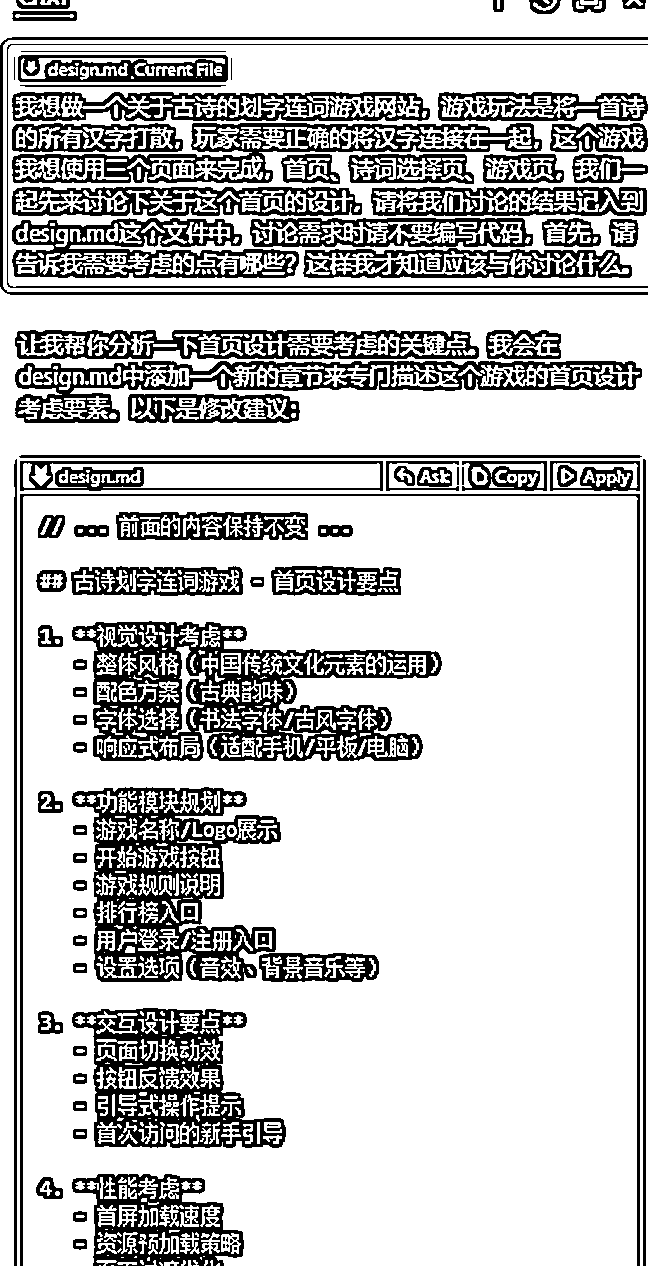 CHAT
design.md Current File
我想做一个关于古诗的划字连词游戏网站，游戏玩法是将一首诗
的所有汉字打散，玩家需要正确的将汉字连接在一起，这个游戏
我想使用三个页面来完成，首页、诗词选择页、游戏页，我们一
起先来讨论下关于这个首页的设计，请将我们讨论的结果记入到
design.md这个文件中，讨论需求时请不要编写代码，首先，请
告诉我需要考虑的点有哪些？这样我才知道应该与你讨论什么。
让我帮你分析一下首页设计需要考虑的关键点。我会在
design.md中添加一个新的章节来专门描述这个游戏的首页设计
考虑要素。以下是修改建议：
design.md Ask Copy Apply
// ... 前面的内容保持不变 ...
## 古诗划字连词游戏 - 首页设计要点
1. **视觉设计考虑**
- 整体风格（中国传统文化元素的运用）
- 配色方案（古典韵味）
- 字体选择（书法字体/古风字体）
- 响应式布局（适配手机/平板/电脑）
2. **功能模块规划**
- 游戏名称/Logo展示
- 开始游戏按钮
- 游戏规则说明
- 排行榜入口
- 用户登录/注册入口
- 设置选项（音效、背景音乐等）
3. **交互设计要点**
- 页面切换动效
- 按钮反馈效果
- 引导式操作提示
- 首次访问的新手引导
4. **性能考虑**
- 首屏加载速度
- 资源预加载策略